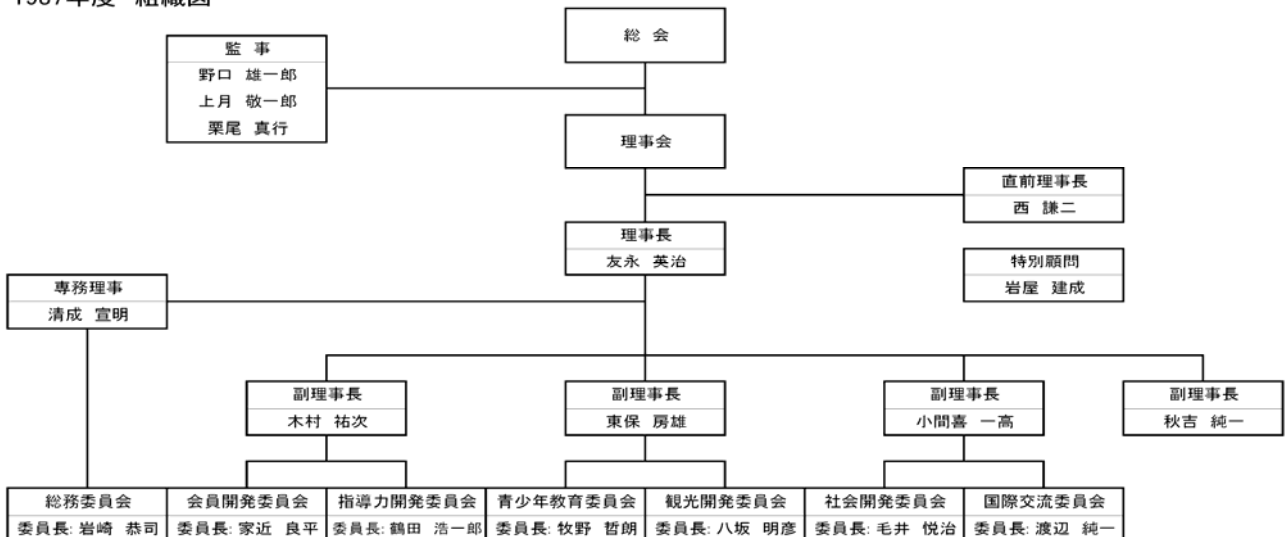 1987年度 組織図
総 会
監 事
野口 雄一郎
上月 敬一郎
栗尾 真行
理事会
直前理事長
西 謙二
理事長
友永 英治
特別顧問
岩屋 建成
専務理事
清成 宣明
副理事長
木村 祐次
副理事長
東保 房雄
副理事長
小間喜 一高
副理事長
秋吉 純一
総務委員会
委員長: 岩崎 恭司
会員開発委員会
委員長: 家近 良平
指導力開発委員会
委員長: 鶴田 浩一郎
青少年教育委員会
委員長: 牧野 哲朗
観光開発委員会
委員長: 八坂 明彦
社会開発委員会
委員長: 毛井 悦治
国際交流委員会
委員長: 渡辺 純一